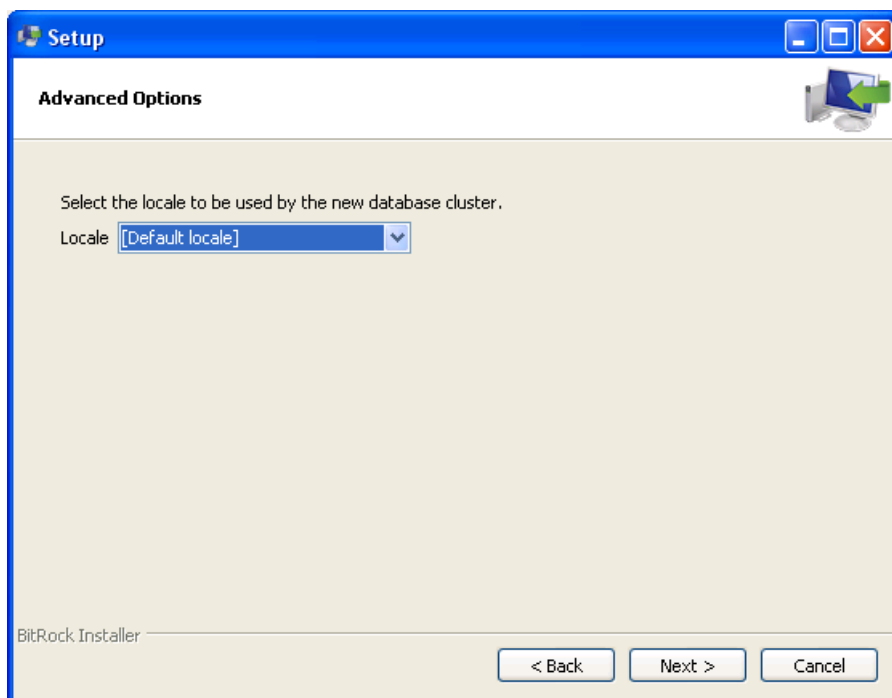 Setup
Advanced Options
Select the locale to be used by the new database cluster.
Locale [Default locale]
BitRock Installer
< Back Next > Cancel